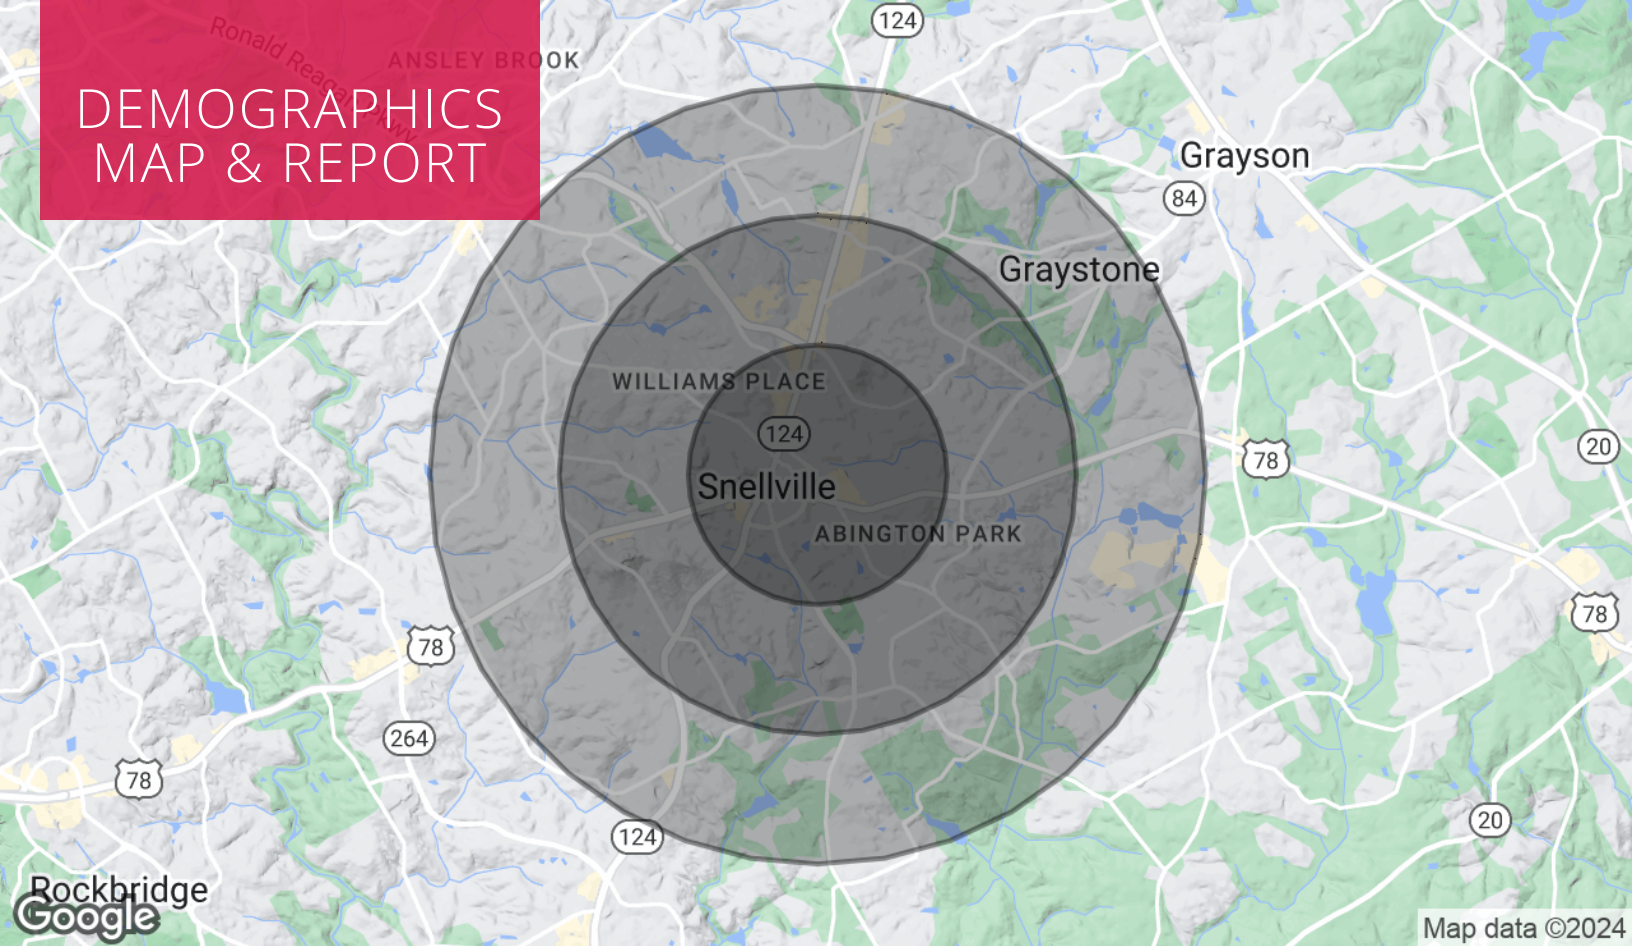 124
Ronald Reagan Pkwy
ANSLEY BROOK
DEMOGRAPHICS
MAP & REPORT
Grayson
84
Graystone
WILLIAMS PLACE
124
20
78
Snellville
ABINGTON PARK
78
78
264
78
20
124
Rockbridge
Google
Map data ©2024